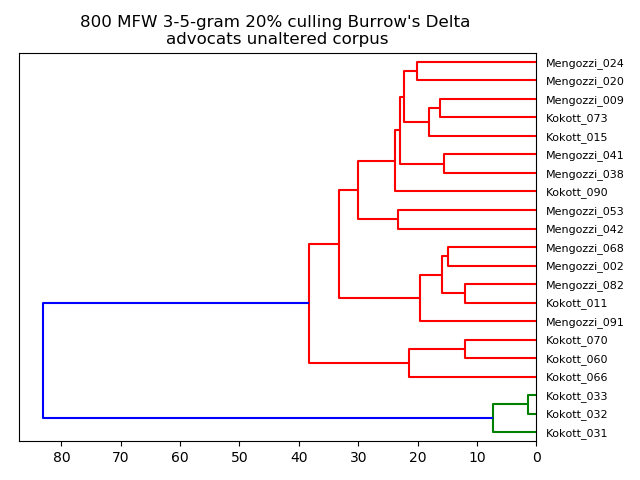 800 MFW 3-5-gram 20% culling Burrow's Delta
advocats unaltered corpus
Mengozzi_024
Mengozzi_020
Mengozzi_009
Kokott_073
Kokott_015
Mengozzi_041
Mengozzi_038
Kokott_090
Mengozzi_053
Mengozzi_042
Mengozzi_068
Mengozzi_002
Mengozzi_082
Kokott_011
Mengozzi_091
Kokott_070
Kokott_060
Kokott_066
Kokott_033
Kokott_032
Kokott_031
80 70 60 50 40 30 20 10 0